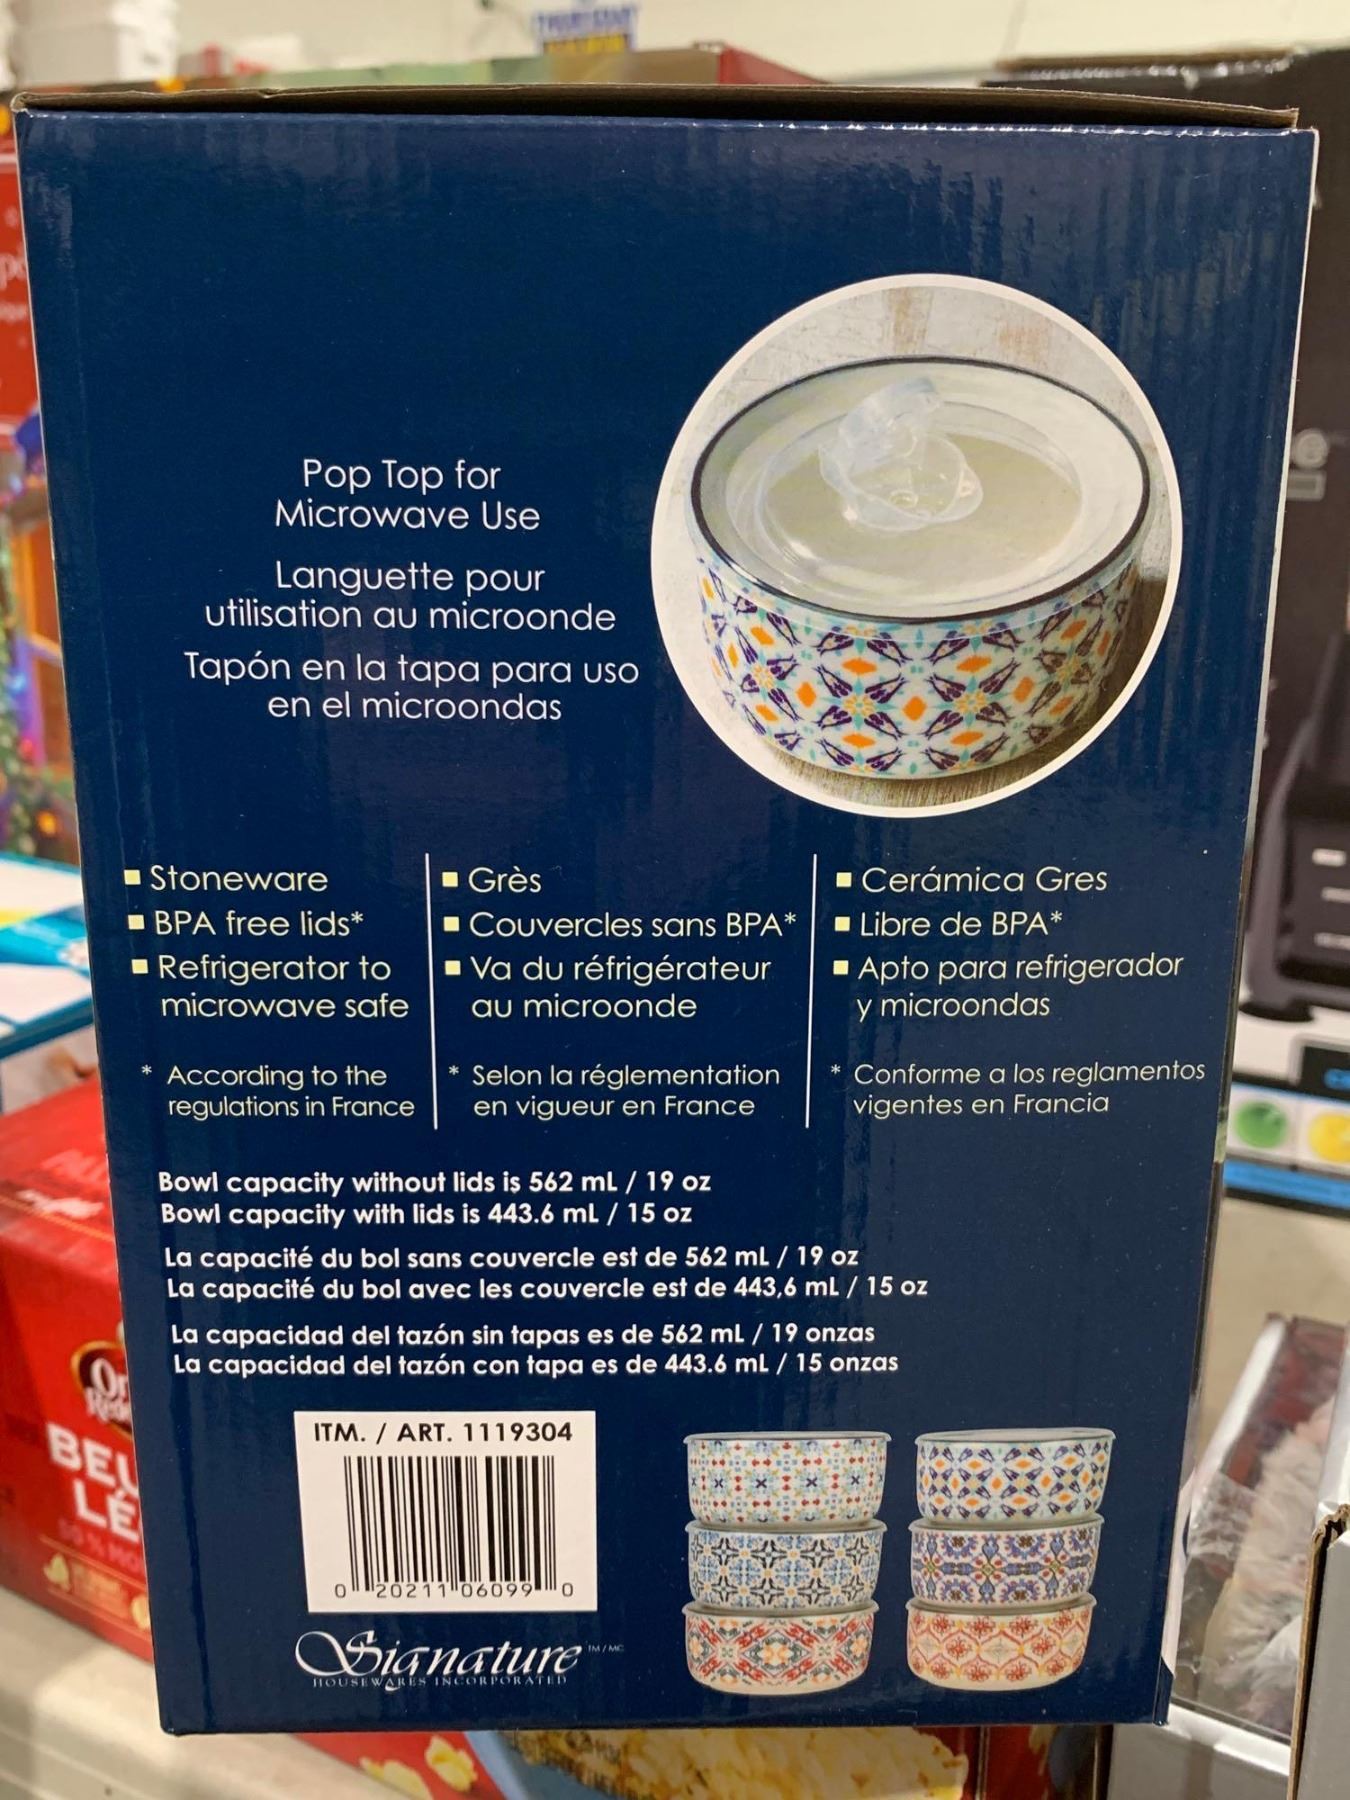 Pop Top for
Microwave Use
Languette pour
utilisation au microonde
Tapón en la tapa para uso
en el microondas
Stoneware
BPA free lids*
Refrigerator to
microwave safe
* According to the
regulations in France
Grès
Couvercles sans BPA*
Va du réfrigérateur
au microonde
* Selon la réglementation
en vigueur en France
Cerámica Gres
Libre de BPA*
Apto para refrigerador
y microondas
* Conforme a los reglamentos
vigentes en Francia
Bowl capacity without lids is 562 mL / 19 oz
Bowl capacity with lids is 443.6 mL / 15 oz
La capacité du bol sans couvercle est de 562 mL / 19 oz
La capacité du bol avec les couvercle est de 443,6 mL / 15 oz
La capacidad del tazón sin tapas es de 562 mL / 19 onzas
La capacidad del tazón con tapa es de 443.6 mL / 15 onzas
ITM. / ART. 1119304
0 20211 06099 0
Signature TM/MC
HOUSEWARES INCORPORATED